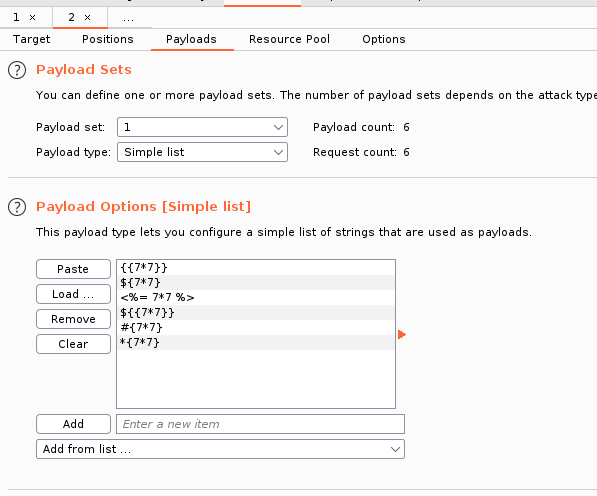 1 × 2 × ...
Target Positions Payloads Resource Pool Options
? Payload Sets
You can define one or more payload sets. The number of payload sets depends on the attack type
Payload set: 1 Payload count: 6
Payload type: Simple list Request count: 6
? Payload Options [Simple list]
This payload type lets you configure a simple list of strings that are used as payloads.
Paste
Load ...
Remove
Clear
{{7*7}}
${7*7}
<%= 7*7 %>
${{7*7}}
#{7*7}
*{7*7}
Add Enter a new item
Add from list ...